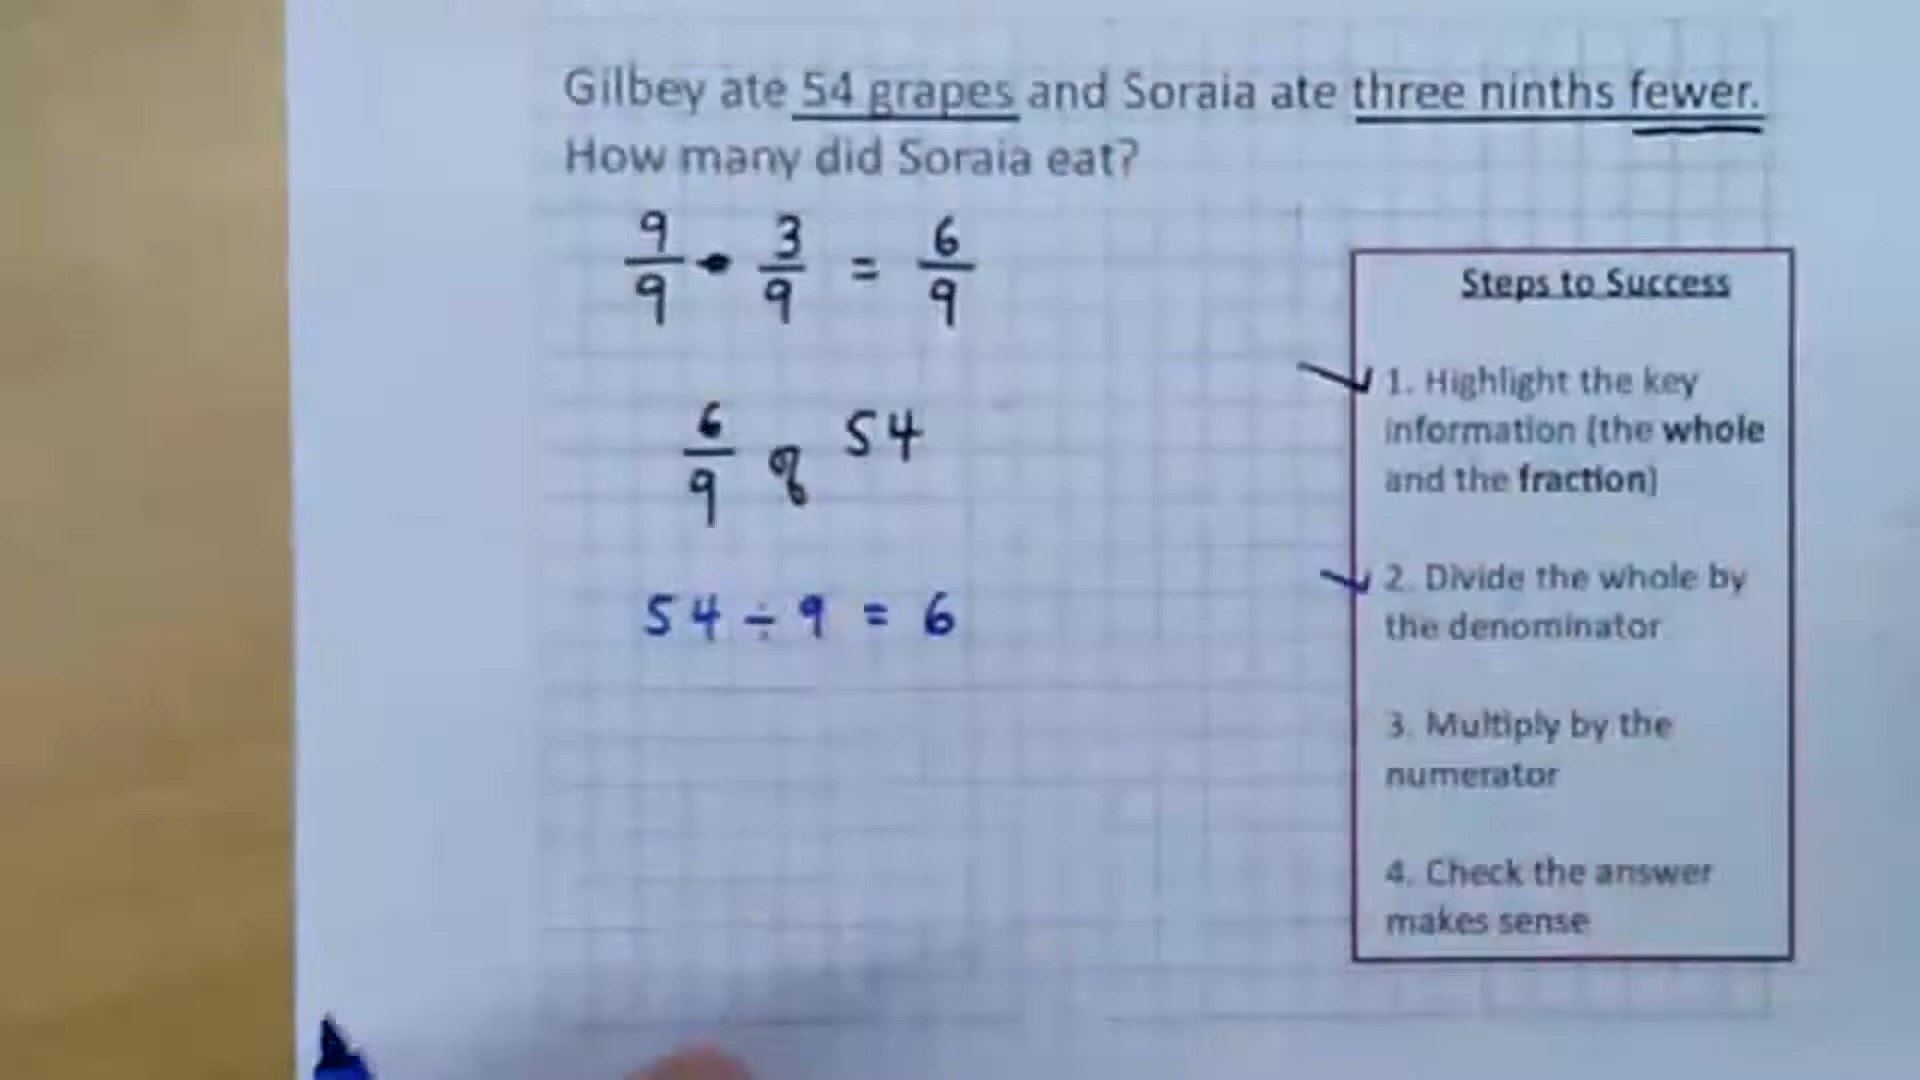 Gilbey ate 54 grapes and Soraia ate three ninths fewer.
How many did Soraia eat?
9/9 - 3/9 = 6/9
6/9 of 54
54 ÷ 9 = 6
Steps to Success
1. Highlight the key
information (the whole
and the fraction)
2. Divide the whole by
the denominator
3. Multiply by the
numerator
4. Check the answer
makes sense